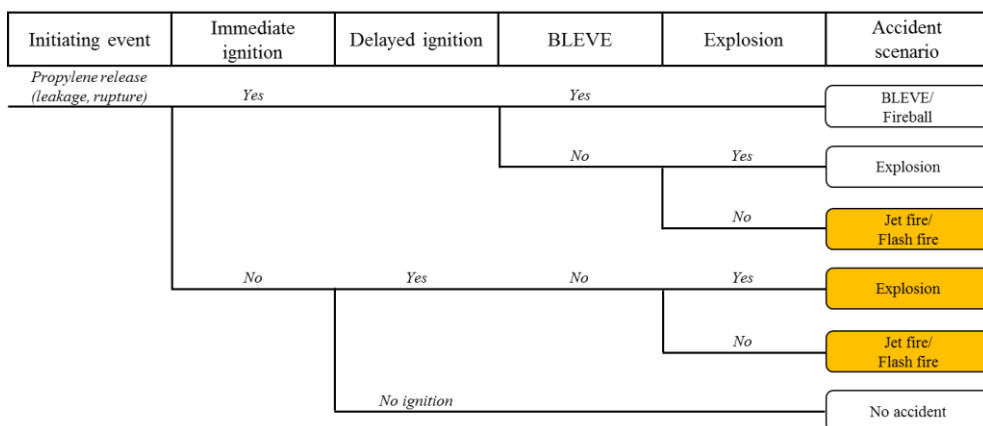 Initiating event
Immediate
ignition
Delayed ignition
BLEVE
Explosion
Accident
scenario
Propylene release
(leakage, rupture)
Yes
Yes
BLEVE/
Fireball
No
Yes
Explosion
No
Jet fire/
Flash fire
No
Yes
No
Yes
Explosion
No
Jet fire/
Flash fire
No ignition
No accident